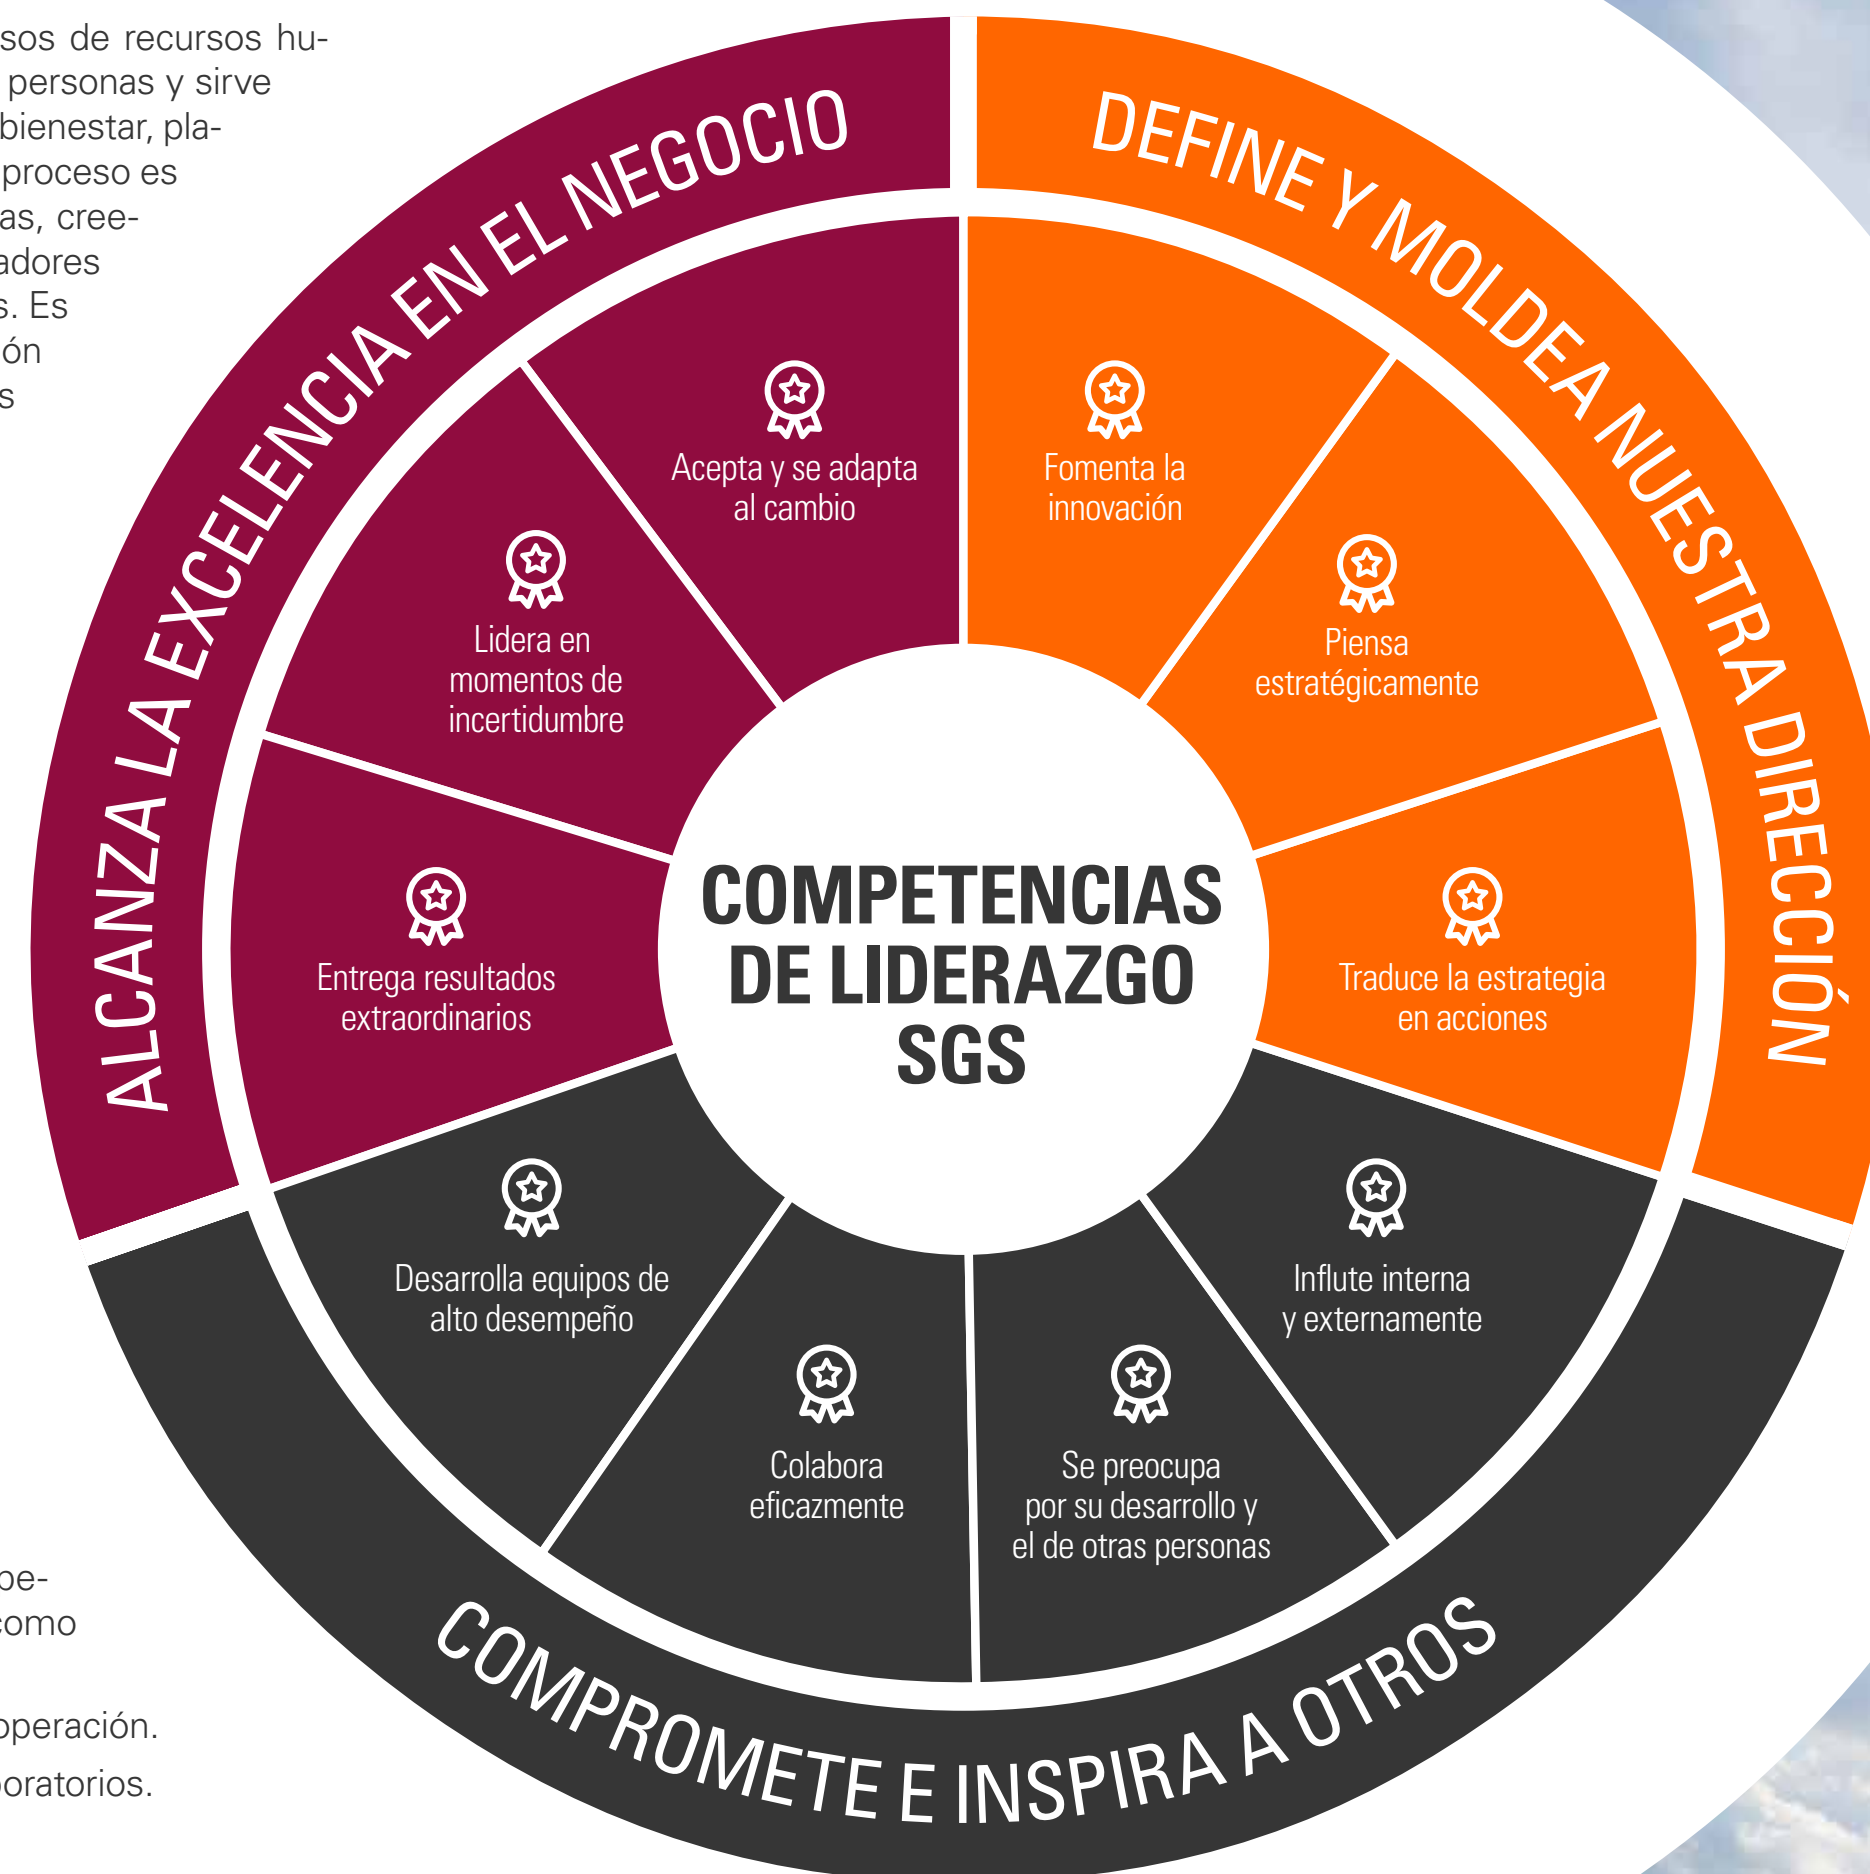 sos de recursos hu-
personas y sirve
bienestar, pla-
proceso es
as, cree-
adores
s. Es
ón
s
ALCANZA LA EXCELENCIA EN EL NEGOCIO
DEFINE Y MOLDEA NUESTRA DIRECCIÓN
Acepta y se adapta
al cambio
Fomenta la
innovación
Lidera en
momentos de
incertidumbre
Piensa
estratégicamente
Entrega resultados
extraordinarios
COMPETENCIAS
DE LIDERAZGO
SGS
Traduce la estrategia
en acciones
Desarrolla equipos de
alto desempeño
Influte interna
y externamente
Colabora
eficazmente
Se preocupa
por su desarrollo y
el de otras personas
COMPROMETE E INSPIRA A OTROS
pe-
como
operación.
boratorios.